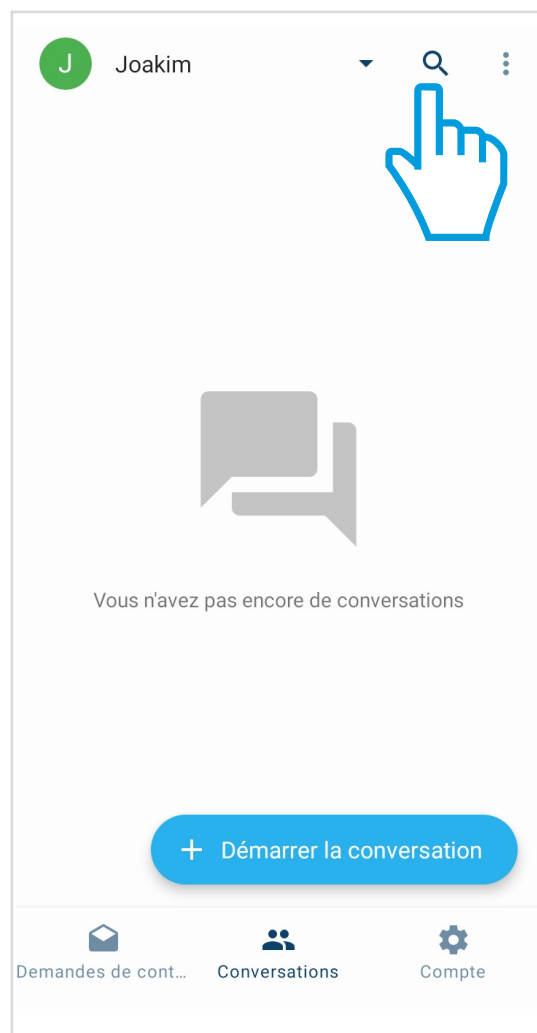 J Joakim
Vous n'avez pas encore de conversations
+ Démarrer la conversation
Demandes de cont... Conversations Compte